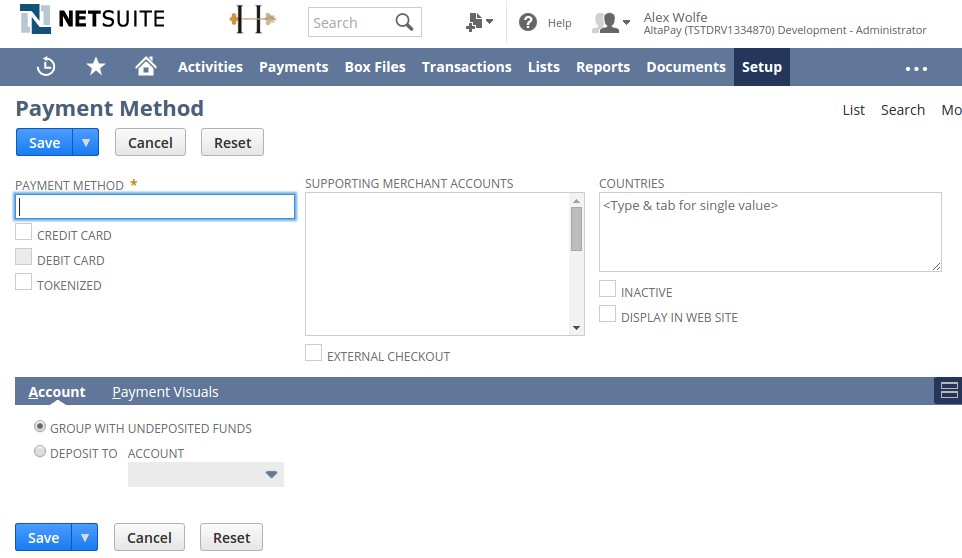 NETSUITE
H
Search
Help
Alex Wolfe
AltaPay (TSTDRV1334870) Development - Administrator
Activities Payments Box Files Transactions Lists Reports Documents Setup
Payment Method
List Search Mo
Save Cancel Reset
PAYMENT METHOD *
SUPPORTING MERCHANT ACCOUNTS
COUNTRIES
<Type & tab for single value>
CREDIT CARD
DEBIT CARD
TOKENIZED
INACTIVE
DISPLAY IN WEB SITE
EXTERNAL CHECKOUT
Account Payment Visuals
GROUP WITH UNDEPOSITED FUNDS
DEPOSIT TO ACCOUNT
Save Cancel Reset